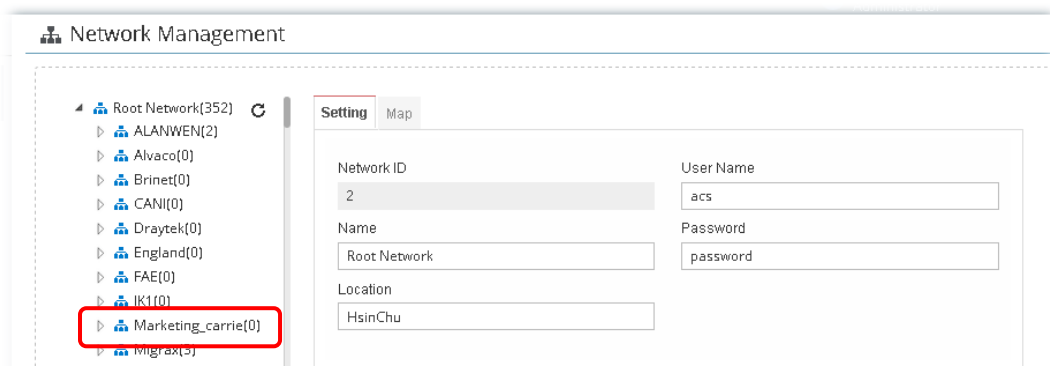 Network Management
Root Network(352)
ALANWEN(2)
Alvaco(0)
Brinet(0)
CANI(0)
Draytek(0)
England(0)
FAE(0)
IK1(0)
Marketing_carrie(0)
Migrax(3)
Setting Map
Network ID
2
Name
Root Network
Location
HsinChu
User Name
acs
Password
password